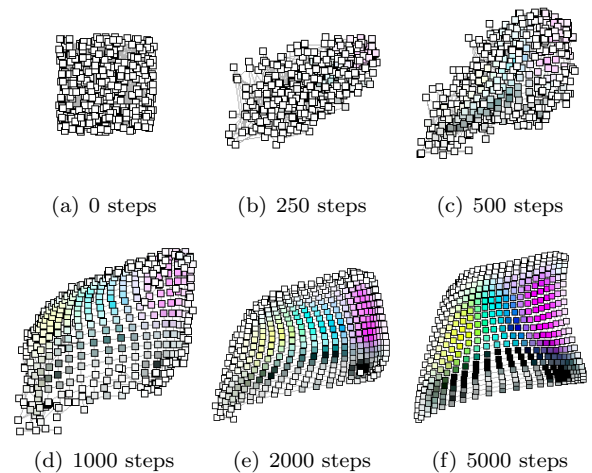 (a) 0 steps
(b) 250 steps
(c) 500 steps
(d) 1000 steps
(e) 2000 steps
(f) 5000 steps